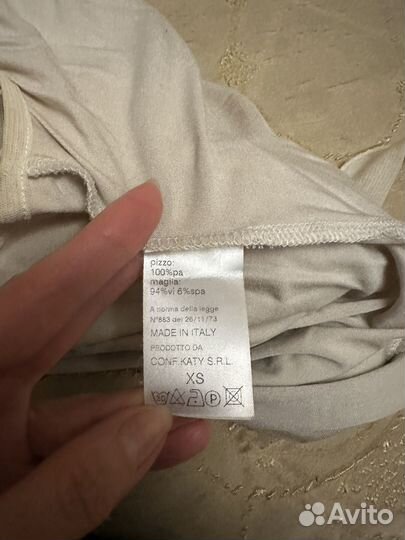 pizzo:
100%pa
maglia:
94%vi 6%spa
A norma della legge
N°883 del 26/11/73
MADE IN ITALY
PRODOTTO DA
CONF.KATY S.R.L.
XS
30 P
Avito